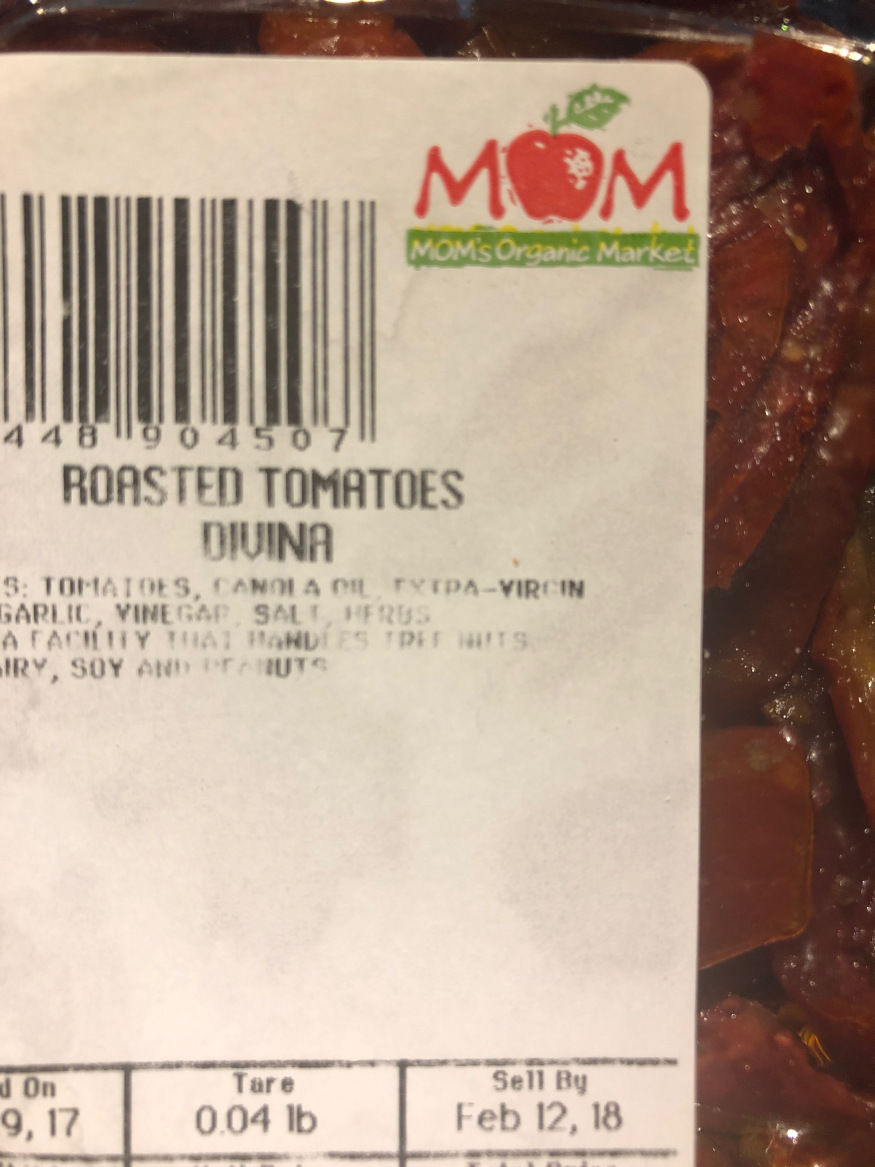 MOM
MOM's Organic Market
448 904507
ROASTED TOMATOES
DIVINA
S: TOMATOES, CANOLA OIL, EXTRA-VIRGIN
GARLIC, VINEGAR, SALT, HERBS
A FACILITY THAT HANDLES TREE NUTS
AIRY, SOY AND PEANUTS
d On
Tare
Sell By
9, 17
0.04 lb
Feb 12, 18